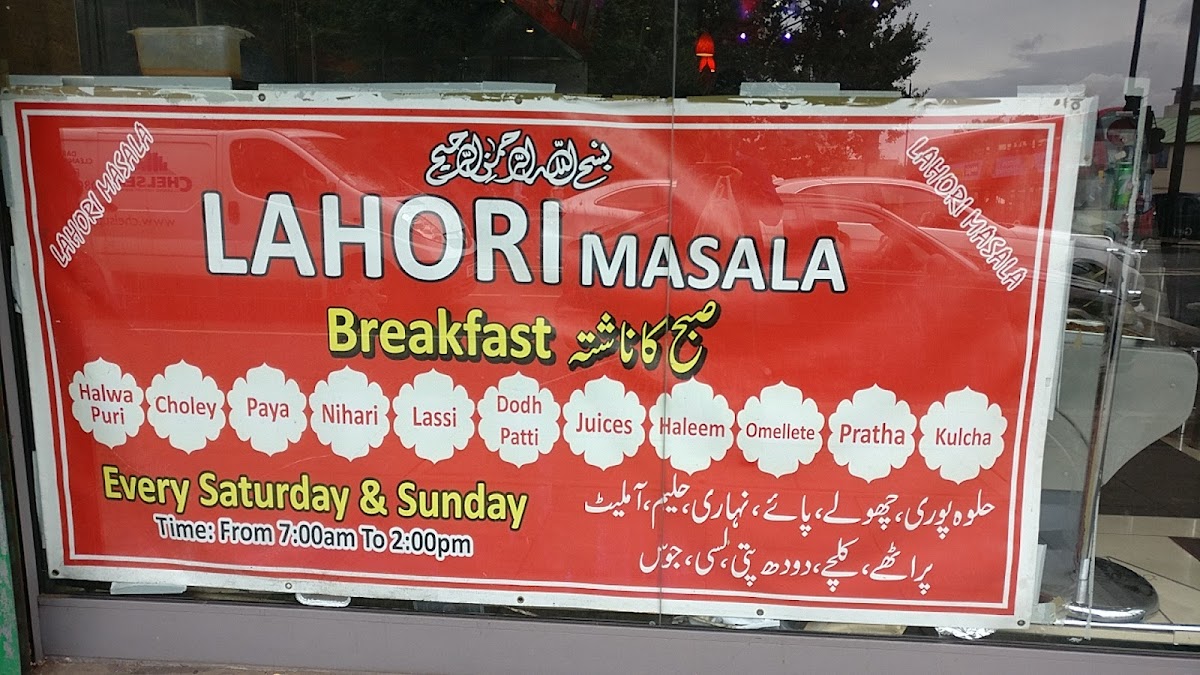 بسم اللہ الرحمن الرحیم
LAHORI MASALA
LAHORI MASALA
LAHORI MASALA
Breakfast صبح کا ناشتہ
Halwa Puri
Choley
Paya
Nihari
Lassi
Dodh Patti
Juices
Haleem
Omellete
Pratha
Kulcha
Every Saturday & Sunday
Time: From 7:00am To 2:00pm
حلوہ پوری، چھولے، پائے، نہاری، حلیم، آملیٹ
پراٹھے، کلچے، دودھ پتی، لسی، جوس